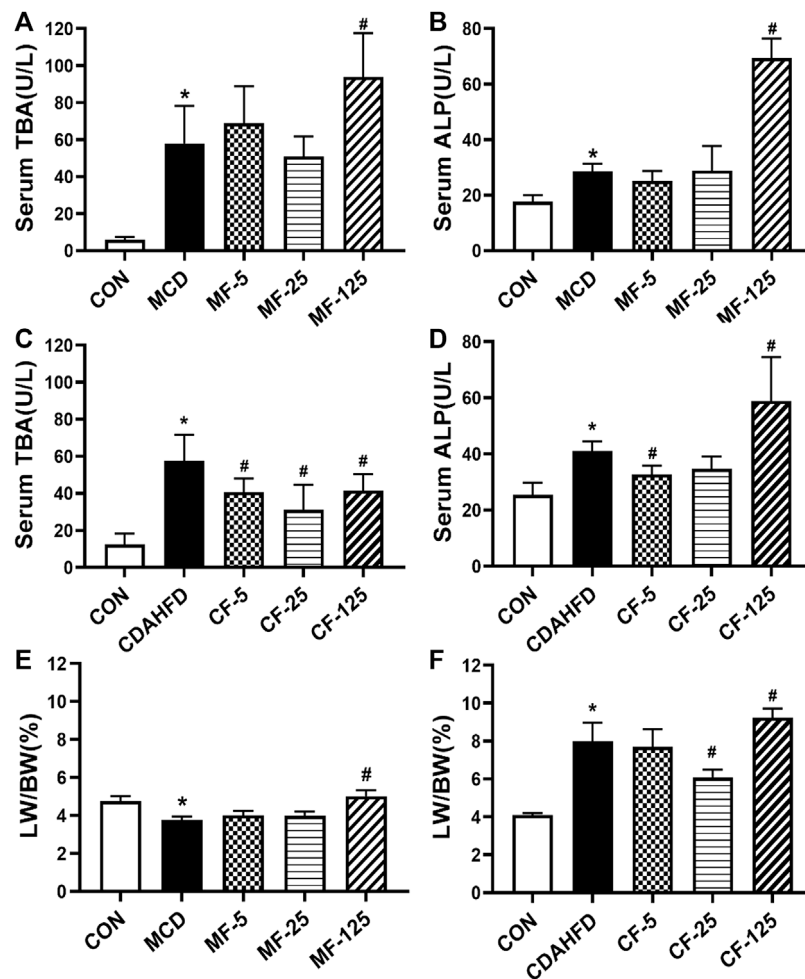 A
Serum TBA(U/L)
120
100
80
60
40
20
0
*
#
CON
MCD
MF-5
MF-25
MF-125
B
Serum ALP(U/L)
80
60
40
20
0
*
#
CON
MCD
MF-5
MF-25
MF-125
C
Serum TBA(U/L)
120
100
80
60
40
20
0
*
#
#
#
CON
CDAHFD
CF-5
CF-25
CF-125
D
Serum ALP(U/L
80
60
40
20
0
*
#
#
CON
CDAHFD
CF-5
CF-25
CF-125
E
LW/BW(%)
12
10
8
6
4
2
0
*
#
CON
MCD
MF-5
MF-25
MF-125
F
LW/BW(%)
12
10
8
6
4
2
0
*
#
#
CON
CDAHFD
CF-5
CF-25
CF-125